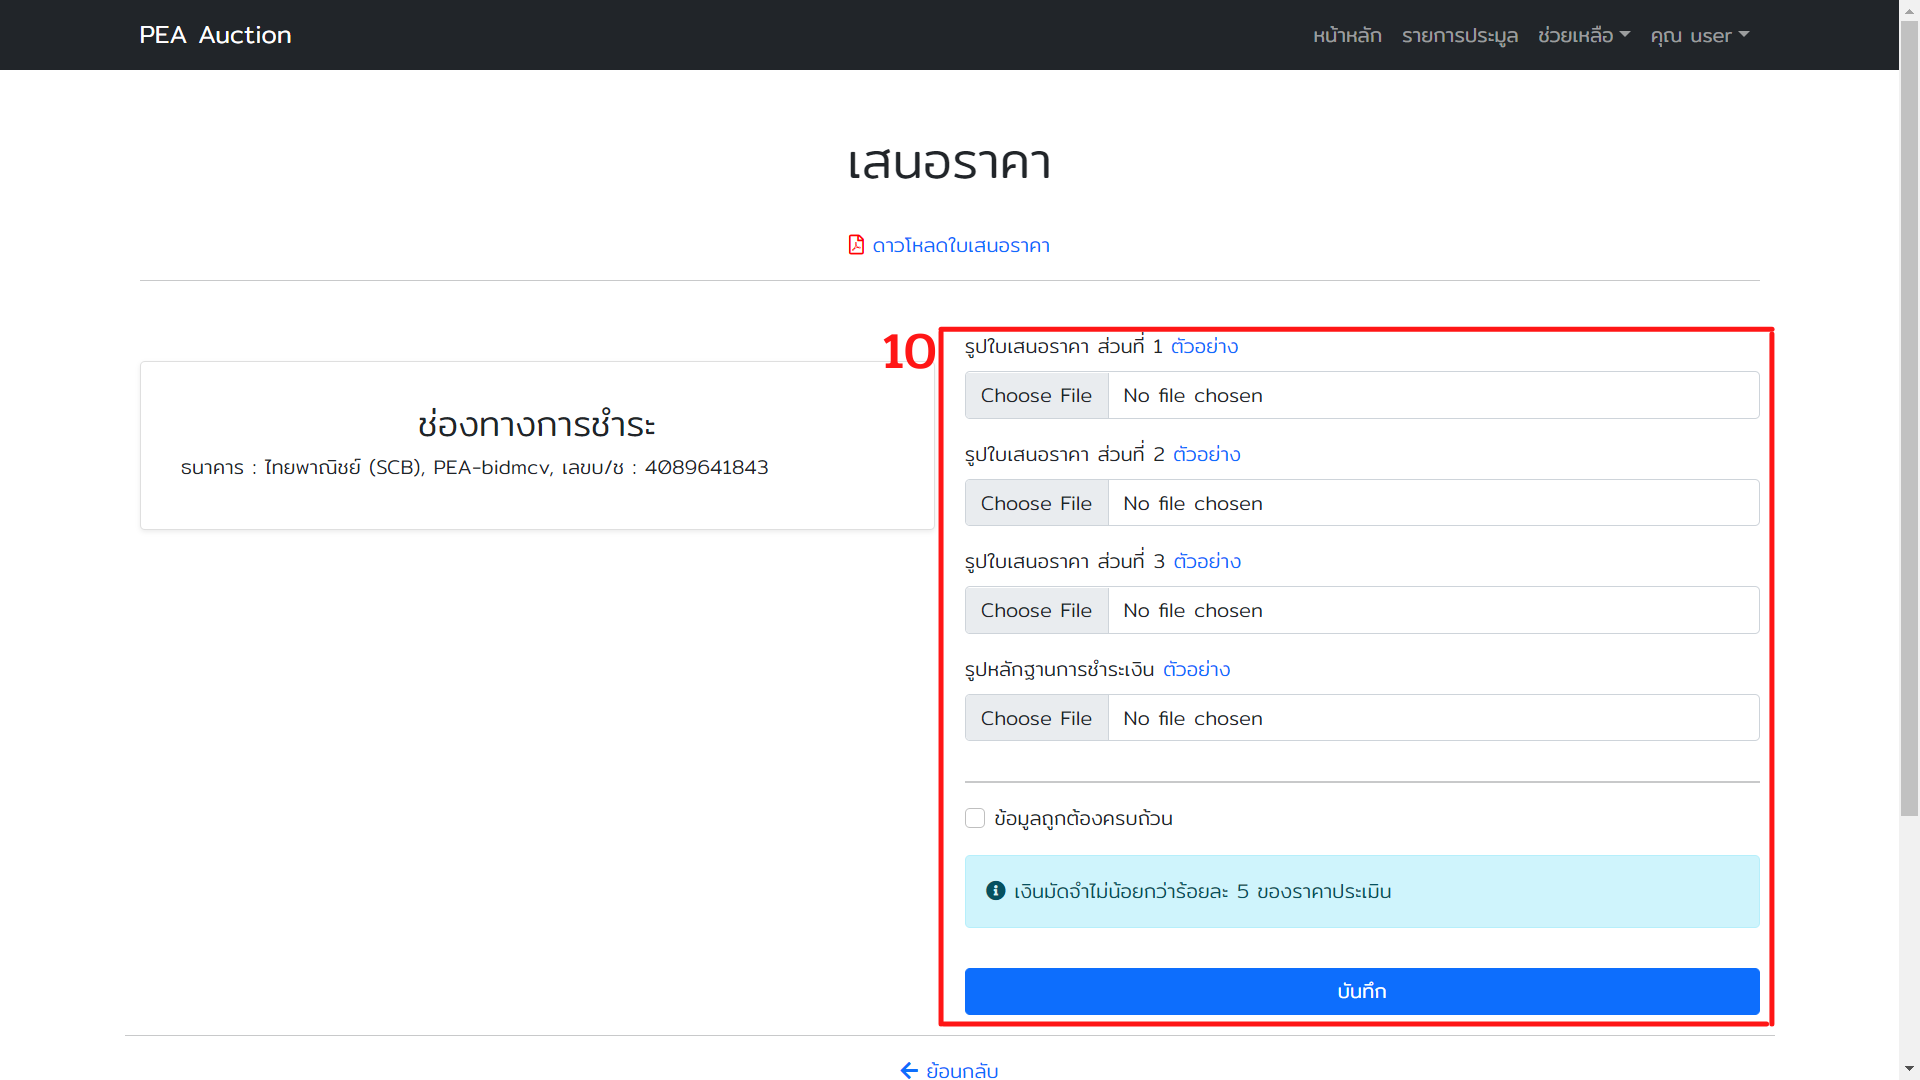 PEA Auction
หน้าหลัก รายการประมูล ช่วยเหลือ คุณ user
เสนอราคา
ดาวโหลดใบเสนอราคา
ช่องทางการชำระ
ธนาคาร : ไทยพาณิชย์ (SCB), PEA-bidmcv, เลขบ/ช : 4089641843
10
รูปใบเสนอราคา ส่วนที่ 1 ตัวอย่าง
Choose File No file chosen
รูปใบเสนอราคา ส่วนที่ 2 ตัวอย่าง
Choose File No file chosen
รูปใบเสนอราคา ส่วนที่ 3 ตัวอย่าง
Choose File No file chosen
รูปหลักฐานการชำระเงิน ตัวอย่าง
Choose File No file chosen
ข้อมูลถูกต้องครบถ้วน
เงินมัดจำไม่น้อยกว่าร้อยละ 5 ของราคาประเมิน
บันทึก
ย้อนกลับ